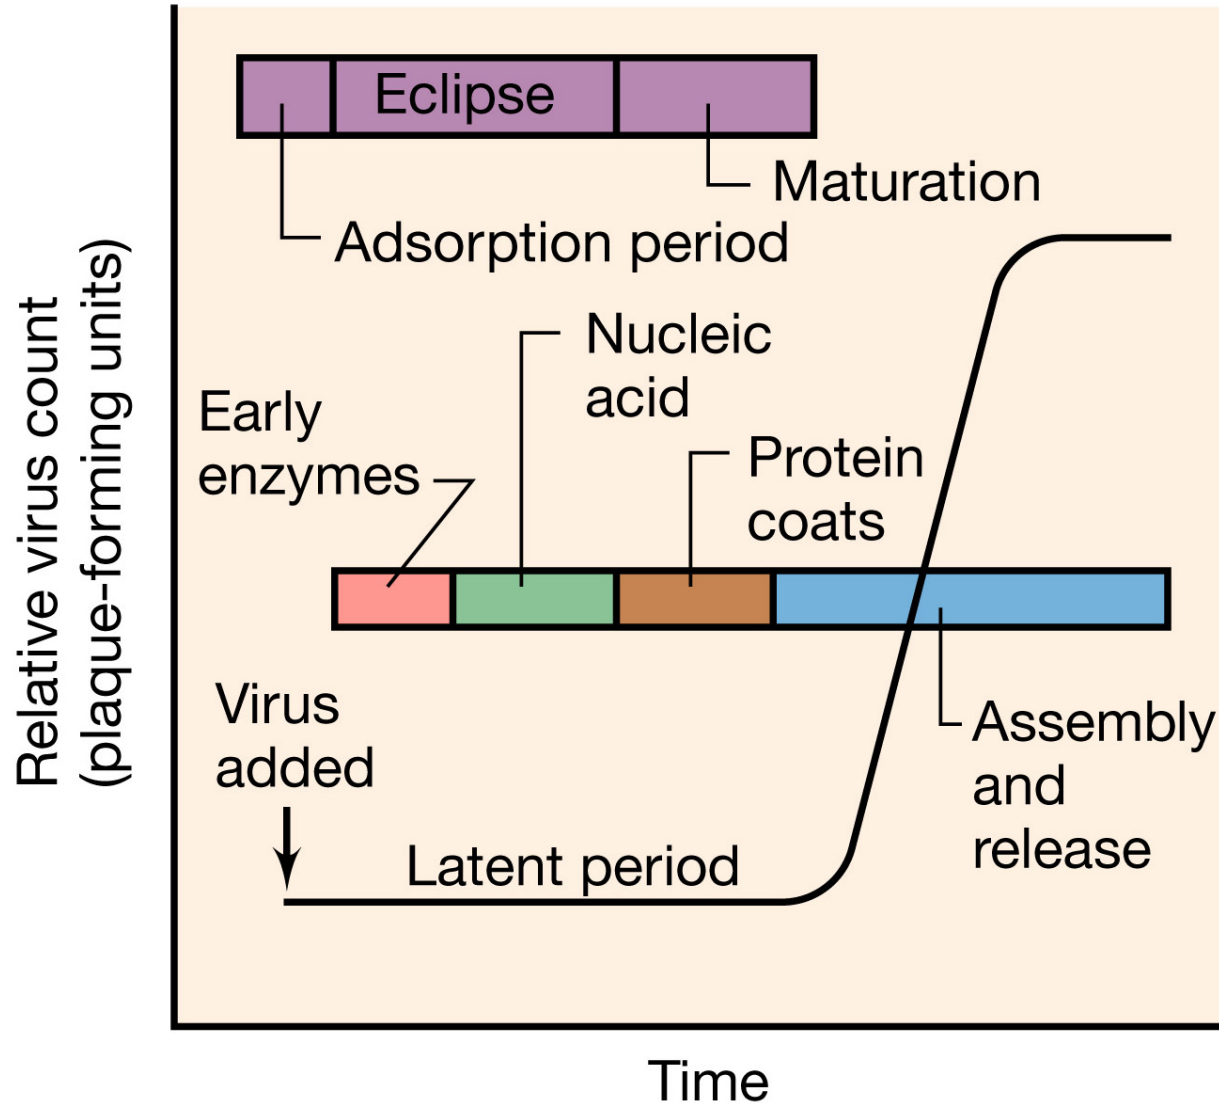 Eclipse
Maturation
Adsorption period
Nucleic
acid
Early
enzymes
Protein
coats
Virus
added
Assembly
and
release
Latent period
Relative virus count
(plaque-forming units)
Time